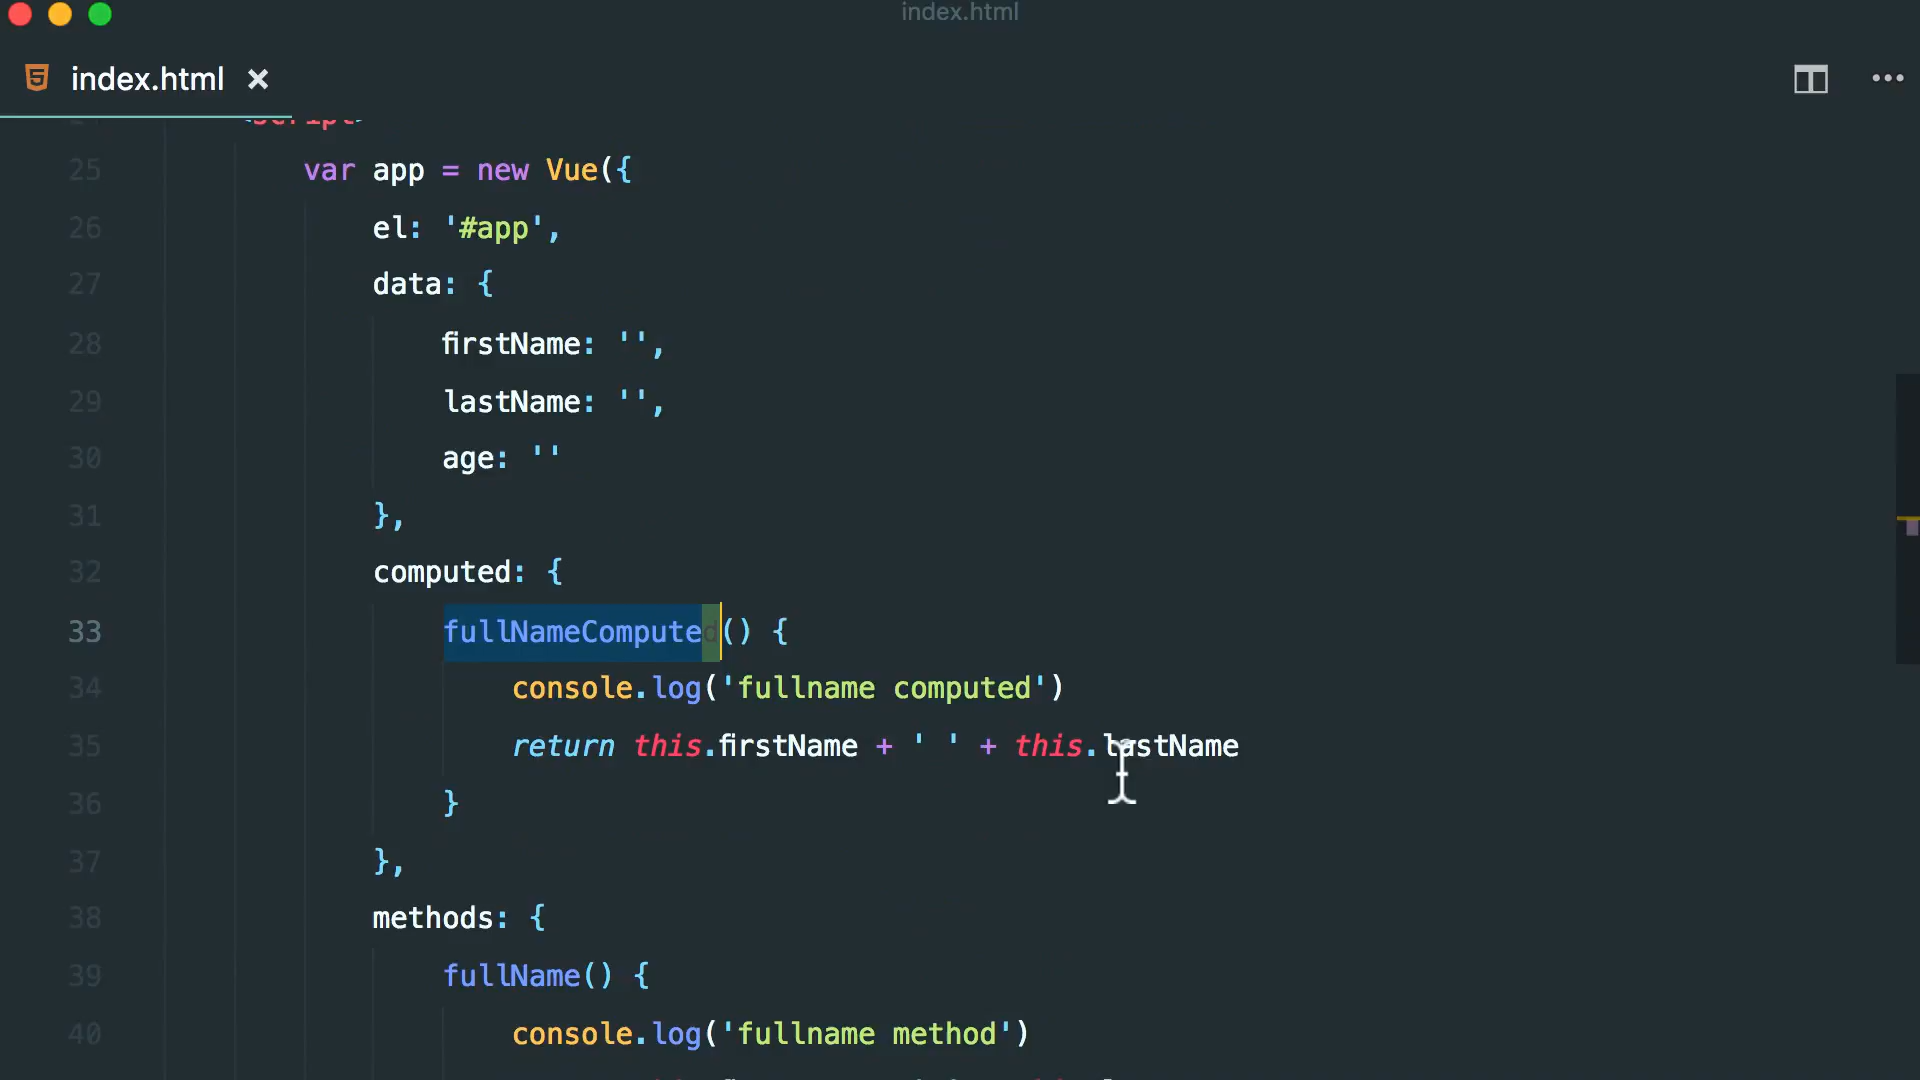 index.html
index.html
25 var app = new Vue({
26 el: '#app',
27 data: {
28 firstName: '',
29 lastName: '',
30 age: ''
31 },
32 computed: {
33 fullNameComputed() {
34 console.log('fullname computed')
35 return this.firstName + ' ' + this.lastName
36 }
37 },
38 methods: {
39 fullName() {
40 console.log('fullname method')